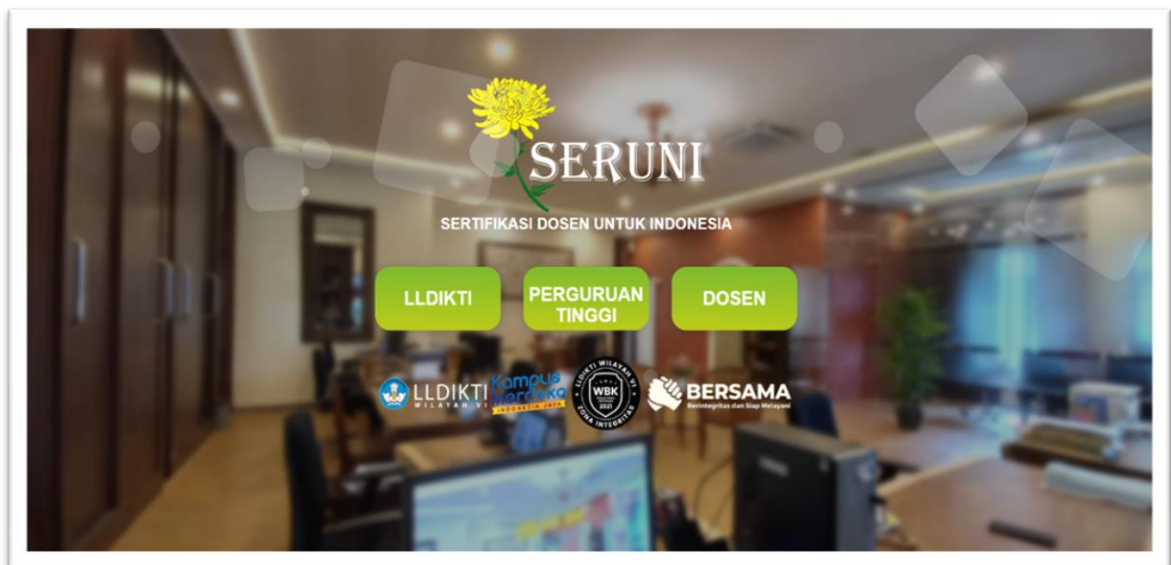 SERUNI
SERTIFIKASI DOSEN UNTUK INDONESIA
LLDIKTI
PERGURUAN
TINGGI
DOSEN
LLDIKTI
WILAYAH VI
Kampus
Merdeka
INDONESIA JAYA
LLDIKTI WILAYAH VI
WBK
2021
ZONA INTEGRITAS
BERSAMA
Berintegritas dan Siap Melayani